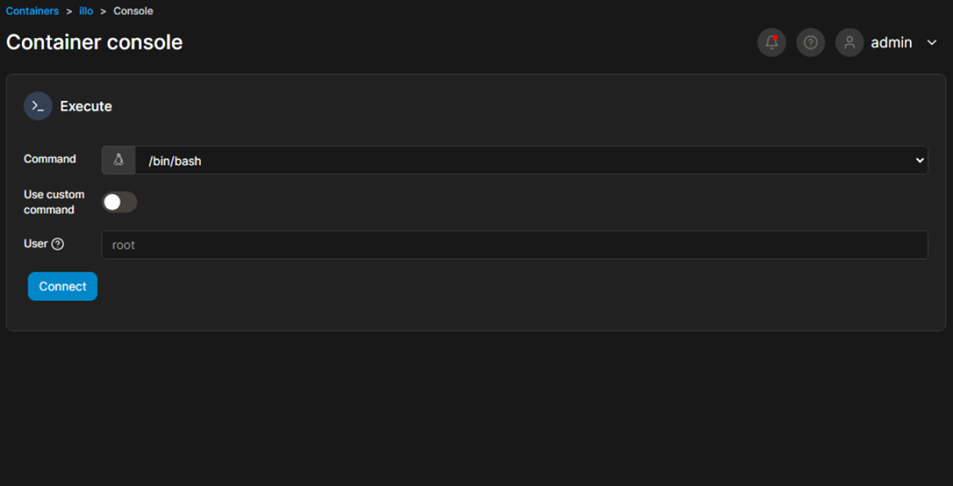 Containers > illo > Console
Container console
admin
>_ Execute
Command
/bin/bash
Use custom
command
User
root
Connect